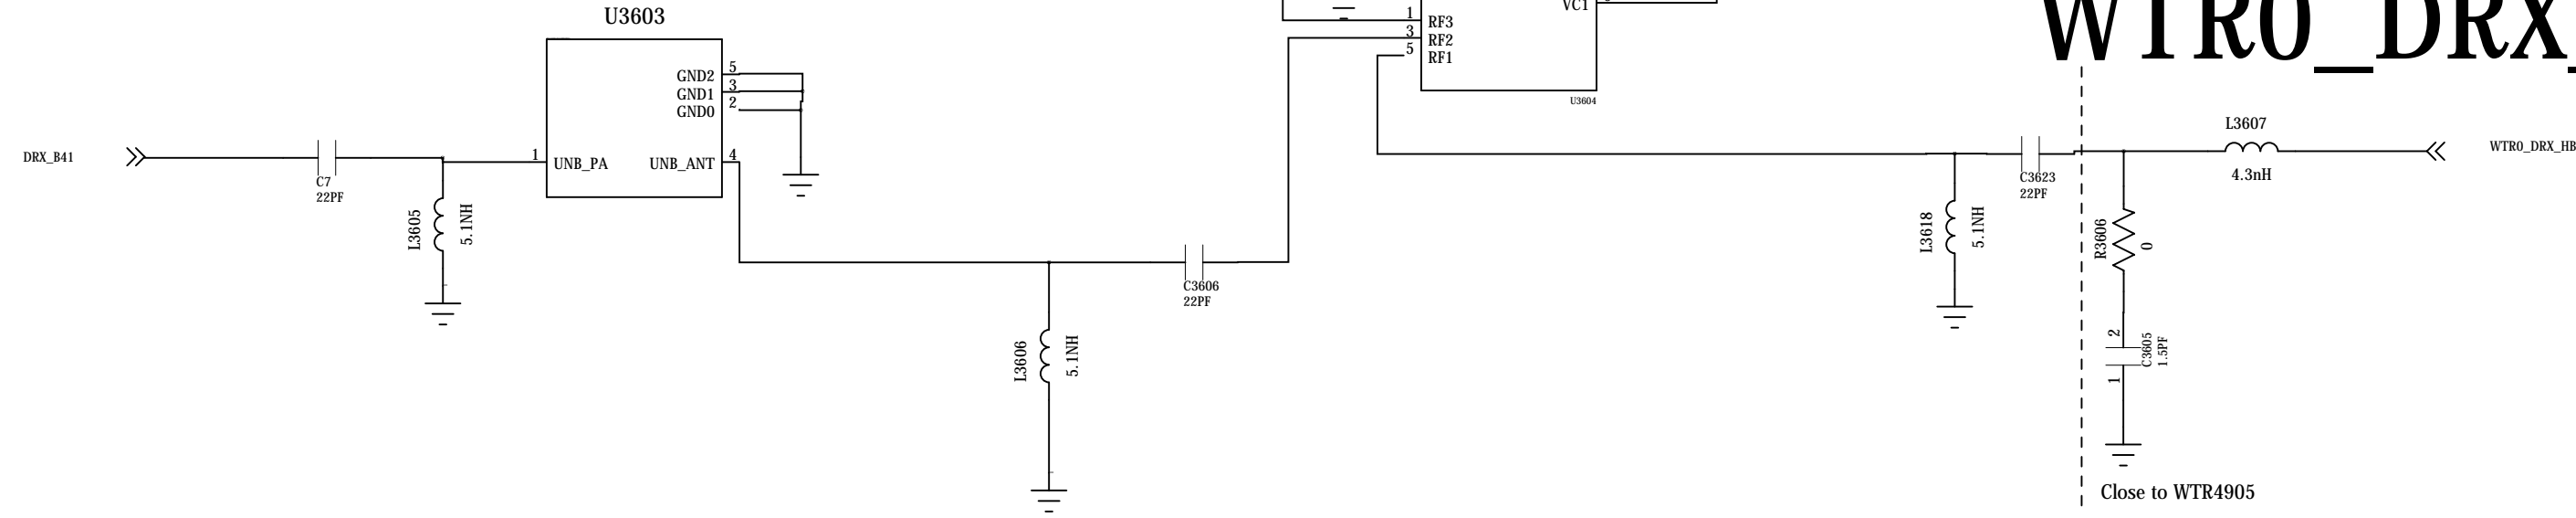 U3603
VC1
WTR0_DRX_
1
3
5
RF3
RF2
RF1
U3604
GND2
GND1
GND0
5
3
2
DRX_B41
C7
22PF
1
UNB_PA
UNB_ANT
4
L3605
5.1NH
L3606
5.1NH
C3606
22PF
L3618
5.1NH
C3623
22PF
L3607
4.3nH
WTR0_DRX_HB
R3606
0
2
C3605
1.5PF
1
Close to WTR4905